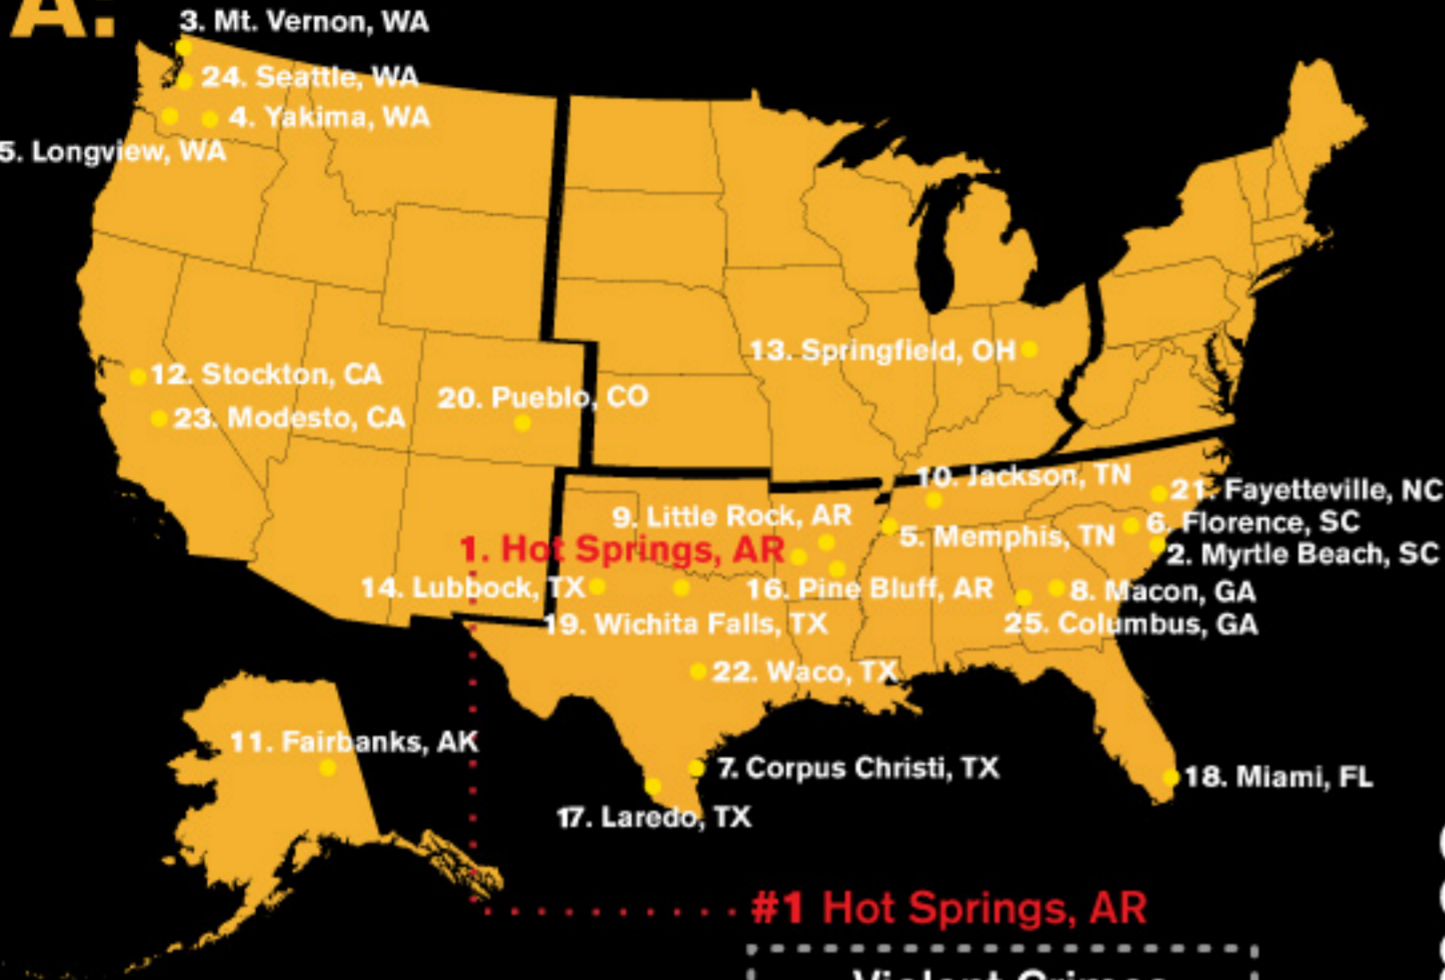 A:
3. Mt. Vernon, WA
24. Seattle, WA
4. Yakima, WA
5. Longview, WA
12. Stockton, CA
23. Modesto, CA
20. Pueblo, CO
13. Springfield, OH
10. Jackson, TN
21. Fayetteville, NC
9. Little Rock, AR
6. Florence, SC
5. Memphis, TN
1. Hot Springs, AR
2. Myrtle Beach, SC
14. Lubbock, TX
16. Pine Bluff, AR
8. Macon, GA
19. Wichita Falls, TX
25. Columbus, GA
22. Waco, TX
11. Fairbanks, AK
7. Corpus Christi, TX
18. Miami, FL
17. Laredo, TX
#1 Hot Springs, AR
Violent Crimes